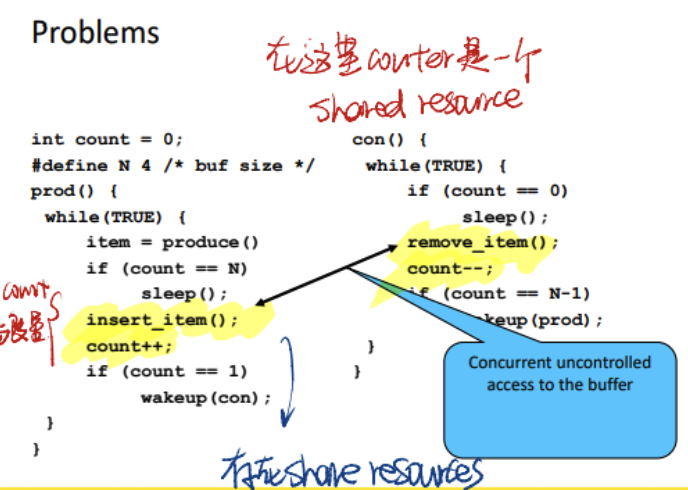 Problems
在这里counter是一个
shared resource
int count = 0;
#define N 4 /* buf size */
prod() {
while(TRUE) {
item = produce()
if (count == N)
sleep();
insert_item();
count++;
if (count == 1)
wakeup(con);
}
}
count
con() {
while(TRUE) {
if (count == 0)
sleep();
remove_item();
count--;
if (count == N-1)
keup(prod);
}
}
Concurrent uncontrolled
access to the buffer
存在share resources